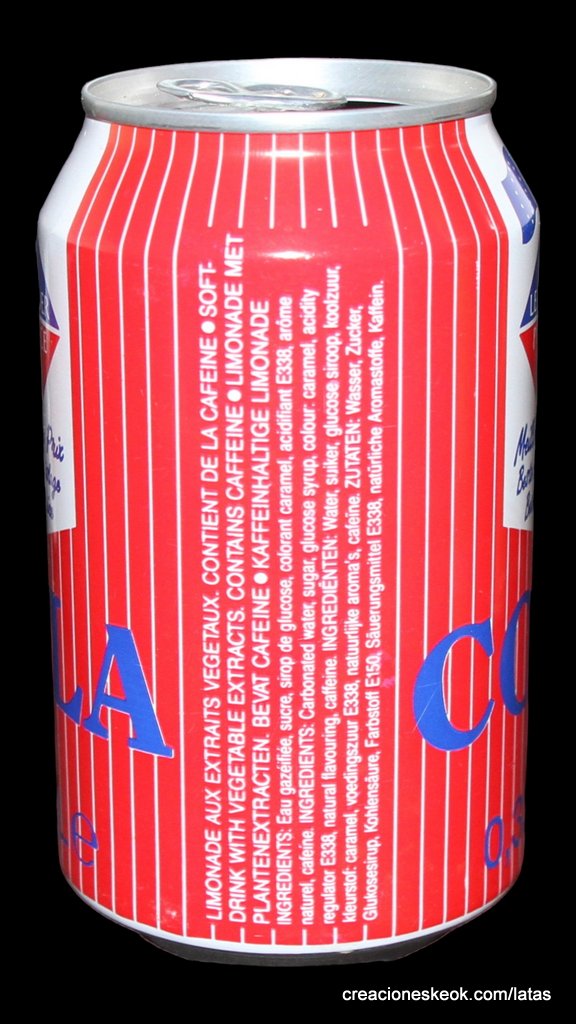 LIMONADE AUX EXTRAITS VEGETAUX. CONTIENT DE LA CAFEINE ● SOFT-
DRINK WITH VEGETABLE EXTRACTS. CONTAINS CAFFEINE ● LIMONADE MET
PLANTENEXTRACTEN. BEVAT CAFEINE ● KAFFEINHALTIGE LIMONADE
INGREDIENTS: Eau gazéifiée, sucre, sirop de glucose, colorant caramel, acidifiant E338, arôme
naturel, caféine. INGREDIENTS: Carbonated water, sugar, glucose syrup, colour: caramel, acidity
regulator E338, natural flavouring, caffeine. INGREDIËNTEN: Water, suiker, glucose siroop, koolzuur,
kleurstof: caramel, voedingszuur E338, natuurlijke aroma's, caféine. ZUTATEN: Wasser, Zucker,
Glukosesirup, Kohlensäure, Farbstoff E150, Säuerungsmittel E338, natürliche Aromastoffe, Kaffein.
LA
CO
Prix
0,3
creacioneskeok.com/latas